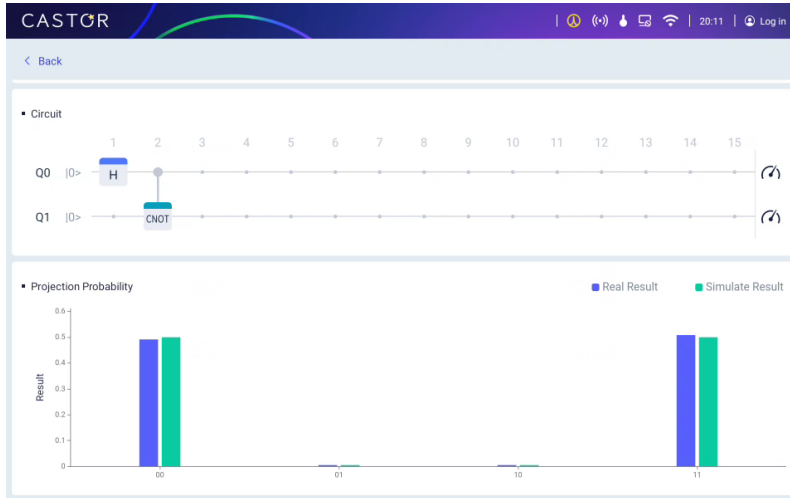 CASTOR
20:11 Log in
< Back
Circuit
1 2 3 4 5 6 7 8 9 10 11 12 13 14 15
Q0 |0> H
Q1 |0> CNOT
Projection Probability
Real Result Simulate Result
0.6
0.5
0.4
0.3
0.2
0.1
0
Result
00 01 10 11